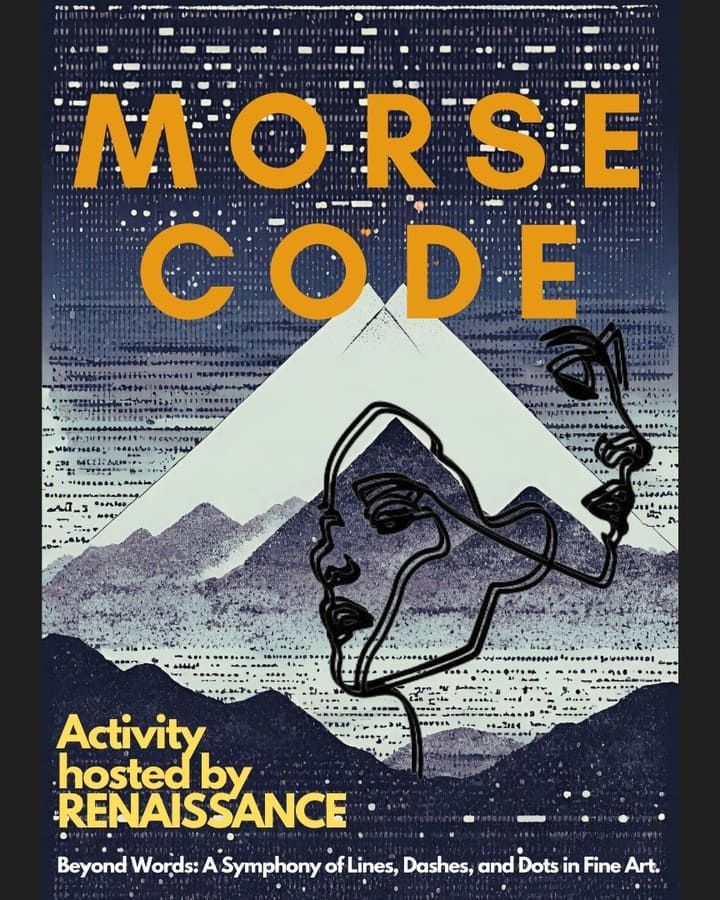 MORSE
CODE
Activity
hosted by
RENAISSANCE
Beyond Words: A Symphony of Lines, Dashes, and Dots in Fine Art.